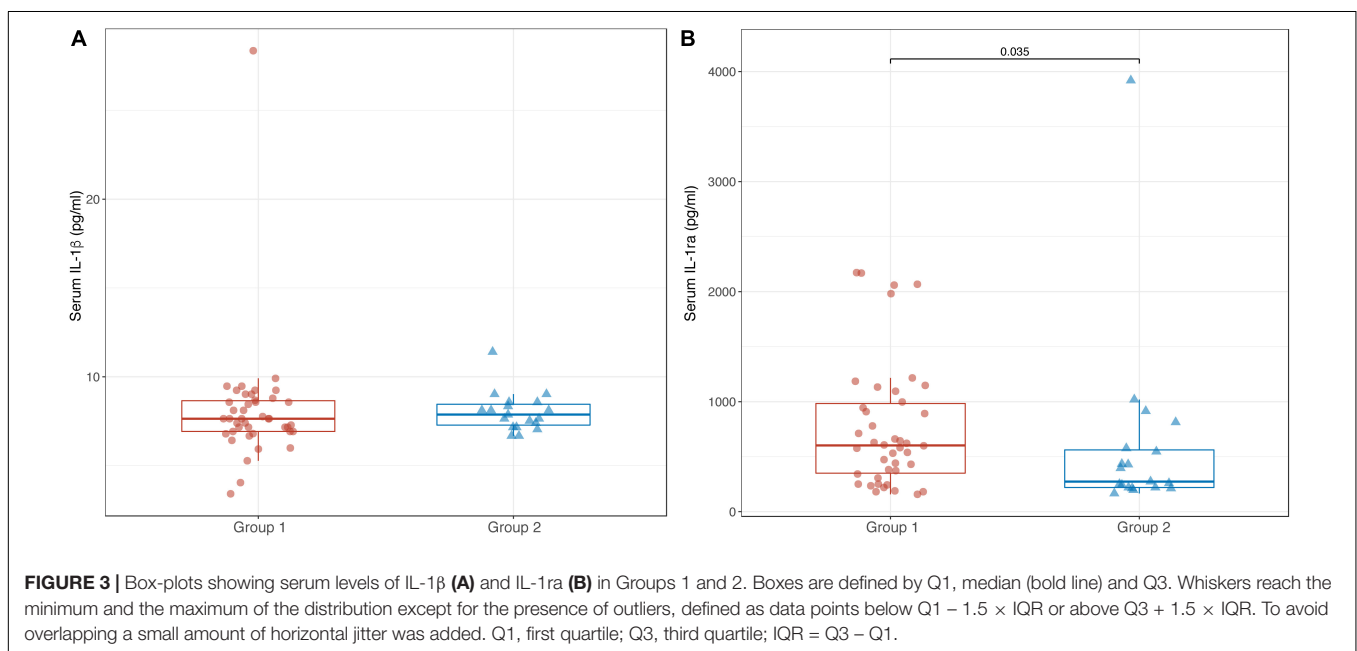 A
B
0.035
Serum IL-1β (pg/ml)
20
10
Group 1
Group 2
Serum IL-1ra (pg/ml)
4000
3000
2000
1000
0
Group 1
Group 2
FIGURE 3 | Box-plots showing serum levels of IL-1β (A) and IL-1ra (B) in Groups 1 and 2. Boxes are defined by Q1, median (bold line) and Q3. Whiskers reach the
minimum and the maximum of the distribution except for the presence of outliers, defined as data points below Q1 – 1.5 × IQR or above Q3 + 1.5 × IQR. To avoid
overlapping a small amount of horizontal jitter was added. Q1, first quartile; Q3, third quartile; IQR = Q3 – Q1.